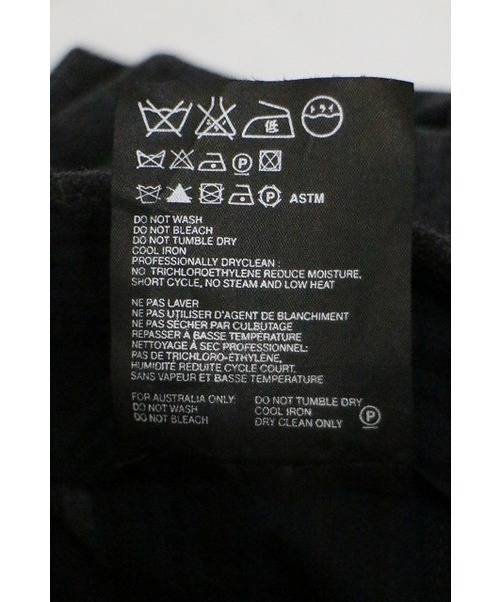 P
P ASTM
DO NOT WASH
DO NOT BLEACH
DO NOT TUMBLE DRY
COOL IRON
PROFESSIONALLY DRYCLEAN :
NO TRICHLOROETHYLENE REDUCE MOISTURE,
SHORT CYCLE, NO STEAM AND LOW HEAT
NE PAS LAVER
NE PAS UTILISER D'AGENT DE BLANCHIMENT
NE PAS SÉCHER PAR CULBUTAGE
REPASSER À BASSE TEMPÉRATURE
NETTOYAGE À SEC PROFESSIONNEL:
PAS DE TRICHLORO-ÉTHYLÈNE,
HUMIDITÉ REDUITE CYCLE COURT.
SANS VAPEUR ET BASSE TEMPÉRATURE
FOR AUSTRALIA ONLY: DO NOT TUMBLE DRY
DO NOT WASH COOL IRON
DO NOT BLEACH DRY CLEAN ONLY P